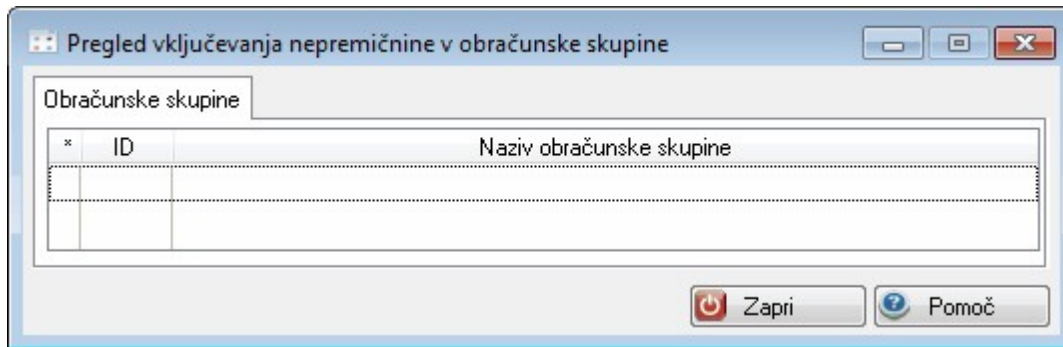 Pregled vključevanja nepremičnine v obračunske skupine
Obračunske skupine
* ID Naziv obračunske skupine
Zapri Pomoč